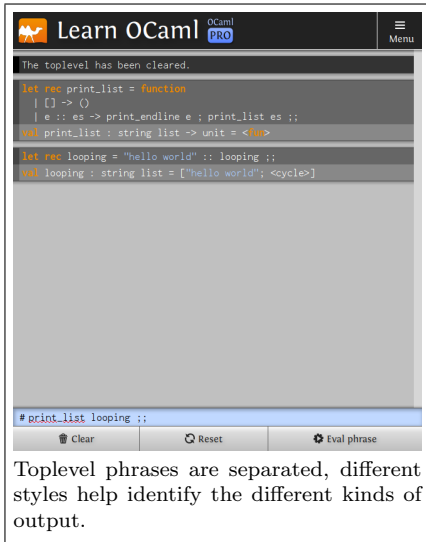 Learn OCaml OCaml PRO
Menu
The toplevel has been cleared.
let rec print_list = function
| [] -> ()
| e :: es -> print_endline e ; print_list es ;;
val print_list : string list -> unit = <fun>
let rec looping = "hello world" :: looping ;;
val looping : string list = ["hello world"; <cycle>]
# print_list looping ;;
Clear Reset Eval phrase
Toplevel phrases are separated, different
styles help identify the different kinds of
output.